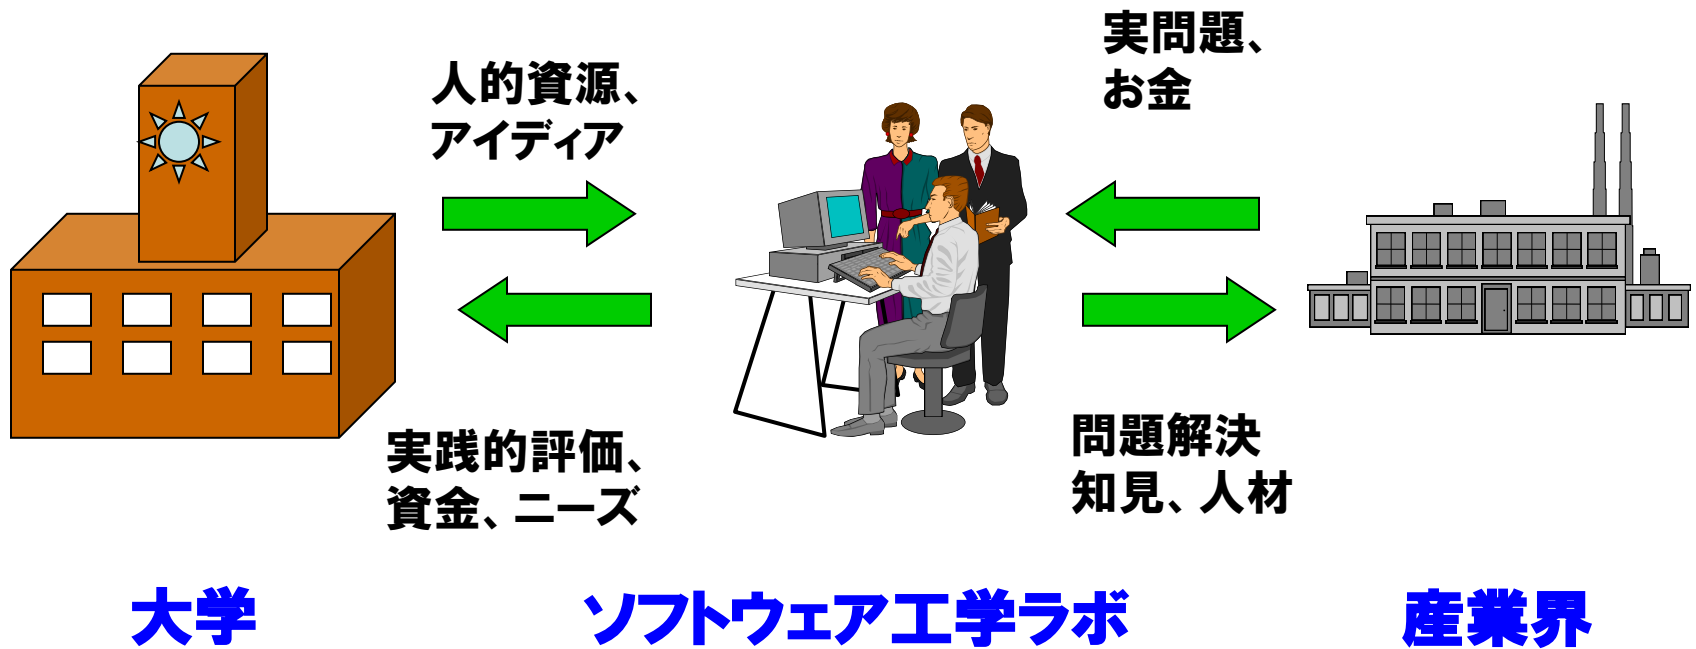 人的資源、
アイディア
実問題、
お金
実践的評価、
資金、ニーズ
問題解決
知見、人材
大学
ソフトウェア工学ラボ
産業界